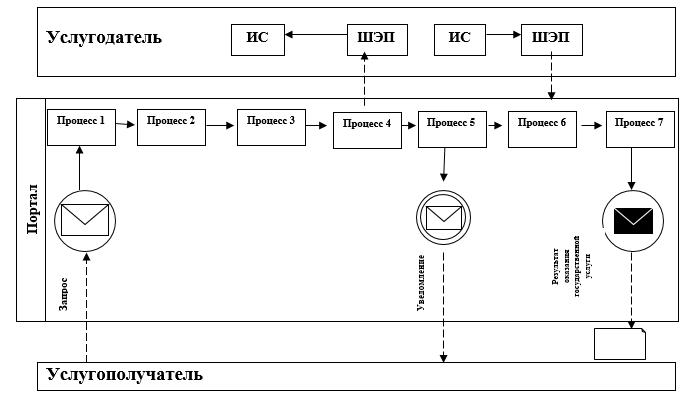 Услугодатель
ИС
ШЭП
ИС
ШЭП
Портал
Процесс 1
Процесс 2
Процесс 3
Процесс 4
Процесс 5
Процесс 6
Процесс 7
Запрос
Уведомление
Результат
оказания
государственной
услуги
Услугополучатель